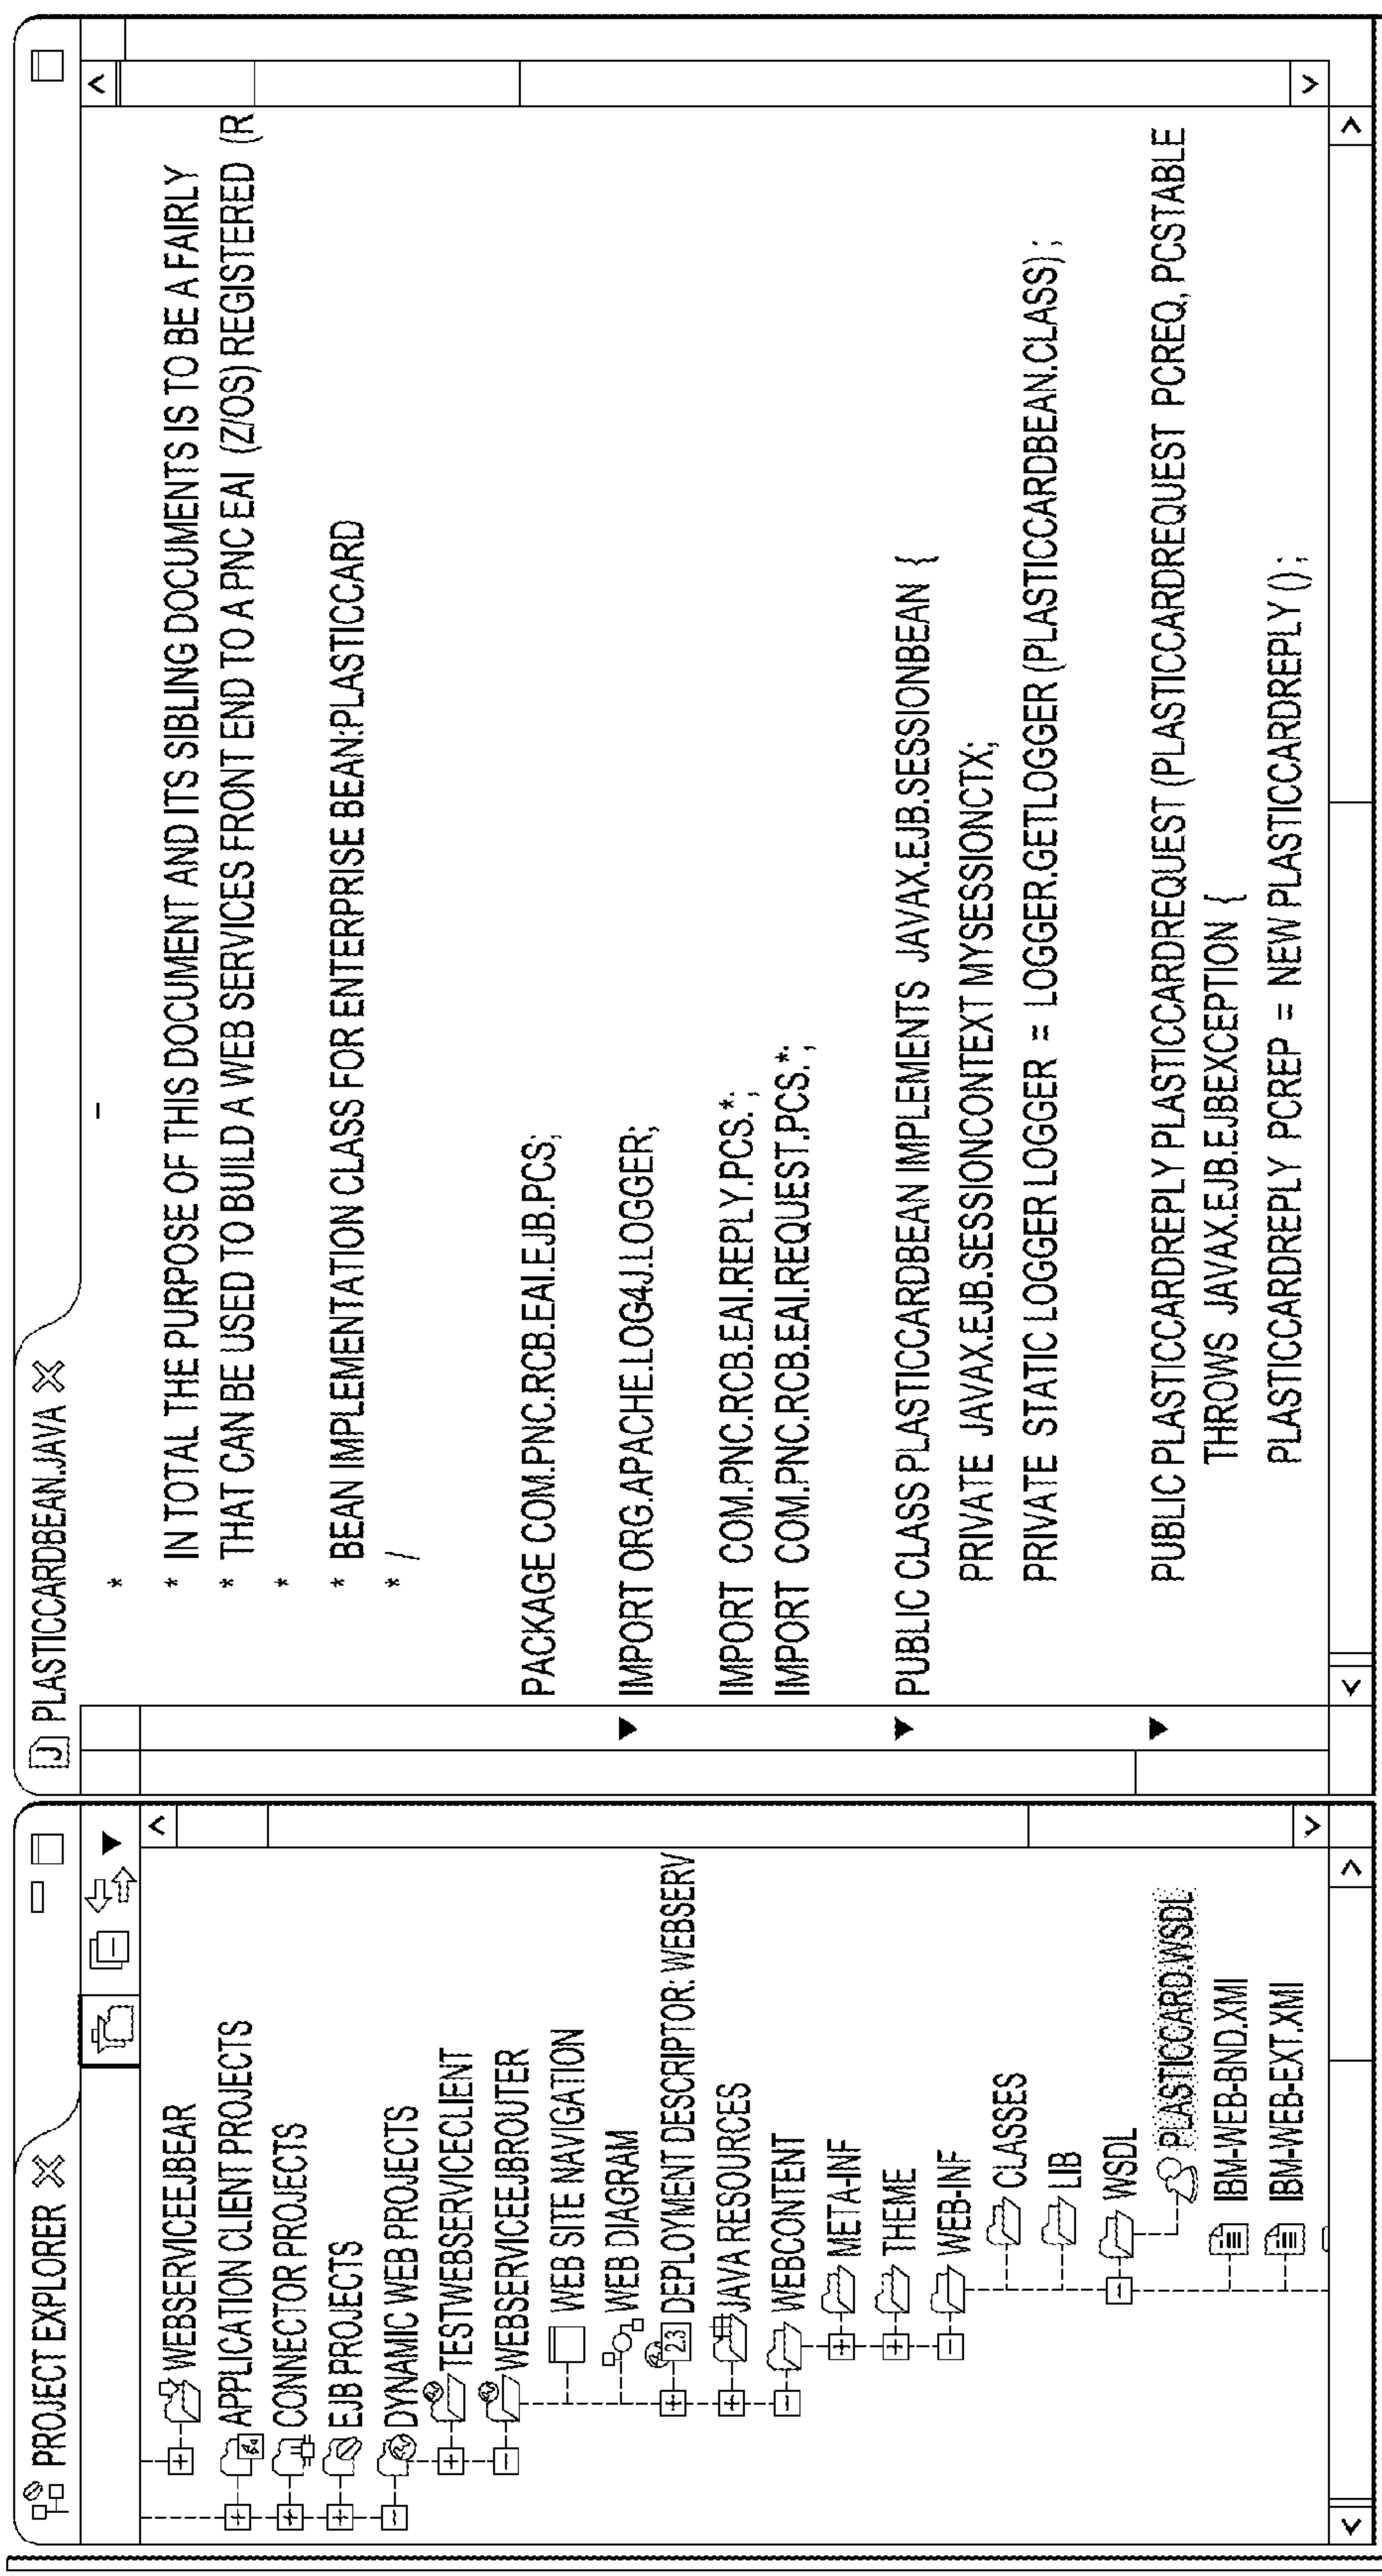 PROJECT EXPLORER
WEBSERVICEEJBEAR
APPLICATION CLIENT PROJECTS
CONNECTOR PROJECTS
EJB PROJECTS
DYNAMIC WEB PROJECTS
TESTWEBSERVICECLIENT
WEBSERVICEEJBROUTER
WEB SITE NAVIGATION
WEB DIAGRAM
2.3 DEPLOYMENT DESCRIPTOR: WEBSERV
JAVA RESOURCES
WEBCONTENT
META-INF
THEME
WEB-INF
CLASSES
LIB
WSDL
PLASTICCARD.WSDL
IBM-WEB-BND.XMI
IBM-WEB-EXT.XMI
J PLASTICCARDBEAN.JAVA
*
* IN TOTAL THE PURPOSE OF THIS DOCUMENT AND ITS SIBLING DOCUMENTS IS TO BE A FAIRLY
* THAT CAN BE USED TO BUILD A WEB SERVICES FRONT END TO A PNC EAI (Z/OS) REGISTERED (R
*
* BEAN IMPLEMENTATION CLASS FOR ENTERPRISE BEAN:PLASTICCARD
* /
PACKAGE COM.PNC.RCB.EAI.EJB.PCS;
IMPORT ORG.APACHE.LOG4J.LOGGER;
IMPORT COM.PNC.RCB.EAI.REPLY.PCS.*;
IMPORT COM.PNC.RCB.EAI.REQUEST.PCS.*;
PUBLIC CLASS PLASTICCARDBEAN IMPLEMENTS JAVAX.EJB.SESSIONBEAN {
PRIVATE JAVAX.EJB.SESSIONCONTEXT MYSESSIONCTX;
PRIVATE STATIC LOGGER LOGGER = LOGGER.GETLOGGER (PLASTICCARDBEAN.CLASS) ;
PUBLIC PLASTICCARDREPLY PLASTICCARDREQUEST (PLASTICCARDREQUEST PCREQ, PCSTABLE
THROWS JAVAX.EJB.EJBEXCEPTION {
PLASTICCARDREPLY PCREP = NEW PLASTICCARDREPLY () ;